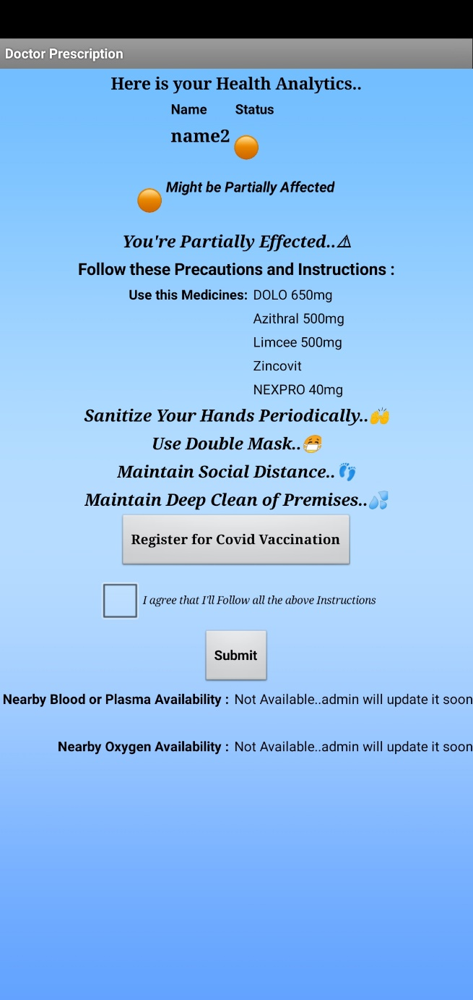 Doctor Prescription
Here is your Health Analytics..
Name Status
name2 🟠
🟠 Might be Partially Affected
You're Partially Effected..⚠
Follow these Precautions and Instructions :
Use this Medicines: DOLO 650mg
Azithral 500mg
Limcee 500mg
Zincovit
NEXPRO 40mg
Sanitize Your Hands Periodically..🙌
Use Double Mask..😷
Maintain Social Distance..👣
Maintain Deep Clean of Premises..💦
Register for Covid Vaccination
I agree that I'll Follow all the above Instructions
Submit
Nearby Blood or Plasma Availability : Not Available..admin will update it soon
Nearby Oxygen Availability : Not Available..admin will update it soon